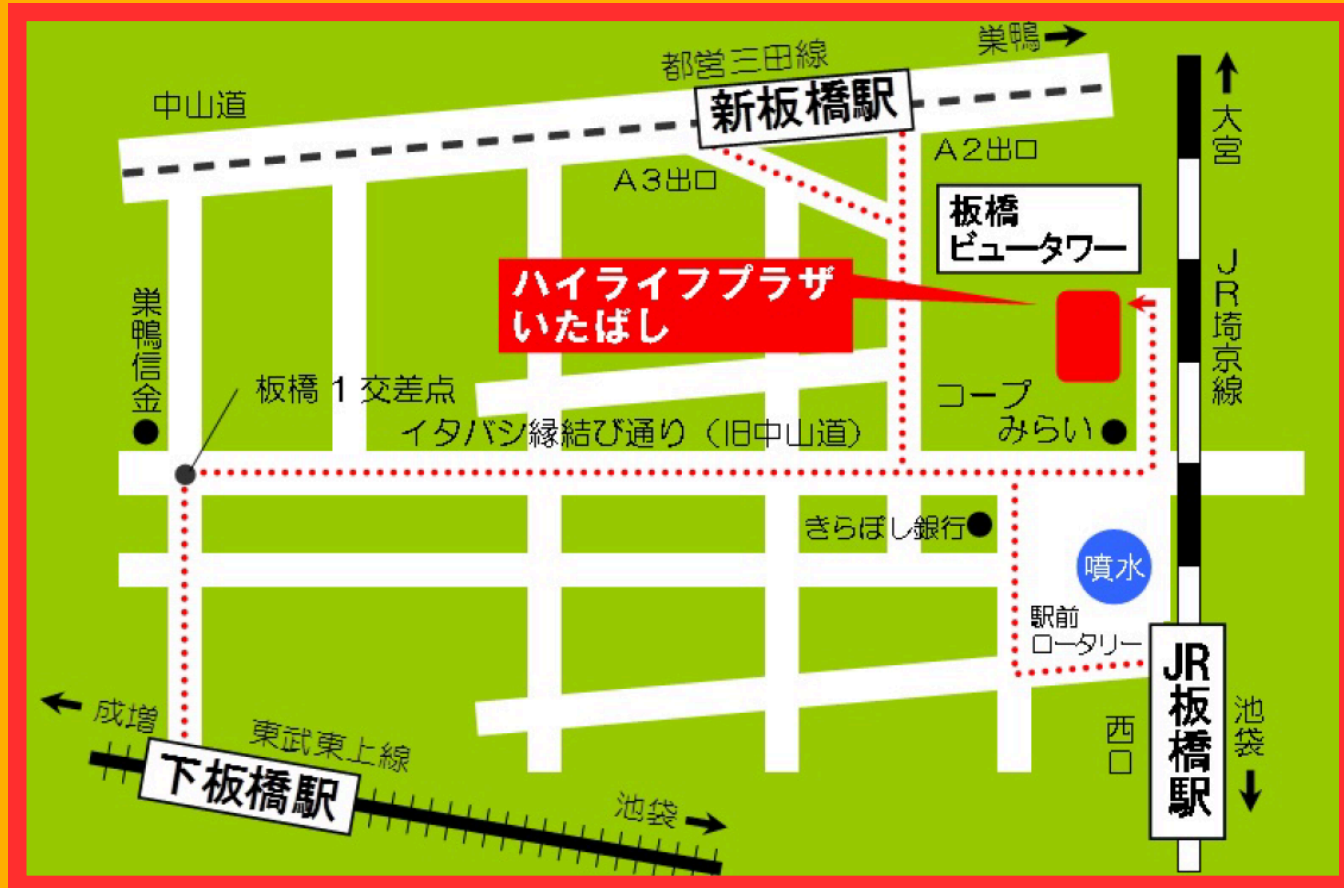 巣鴨
都営三田線
新板橋駅
中山道
大宮
A2出口
A3出口
板橋
ビュータワー
JR埼京線
ハイライフプラザ
いたばし
巣鴨信金
板橋1交差点
コープ
みらい
イタバシ縁結び通り（旧中山道）
きらぼし銀行
噴水
駅前
ロータリー
JR板橋駅
西口
池袋
成増
東武東上線
下板橋駅
池袋